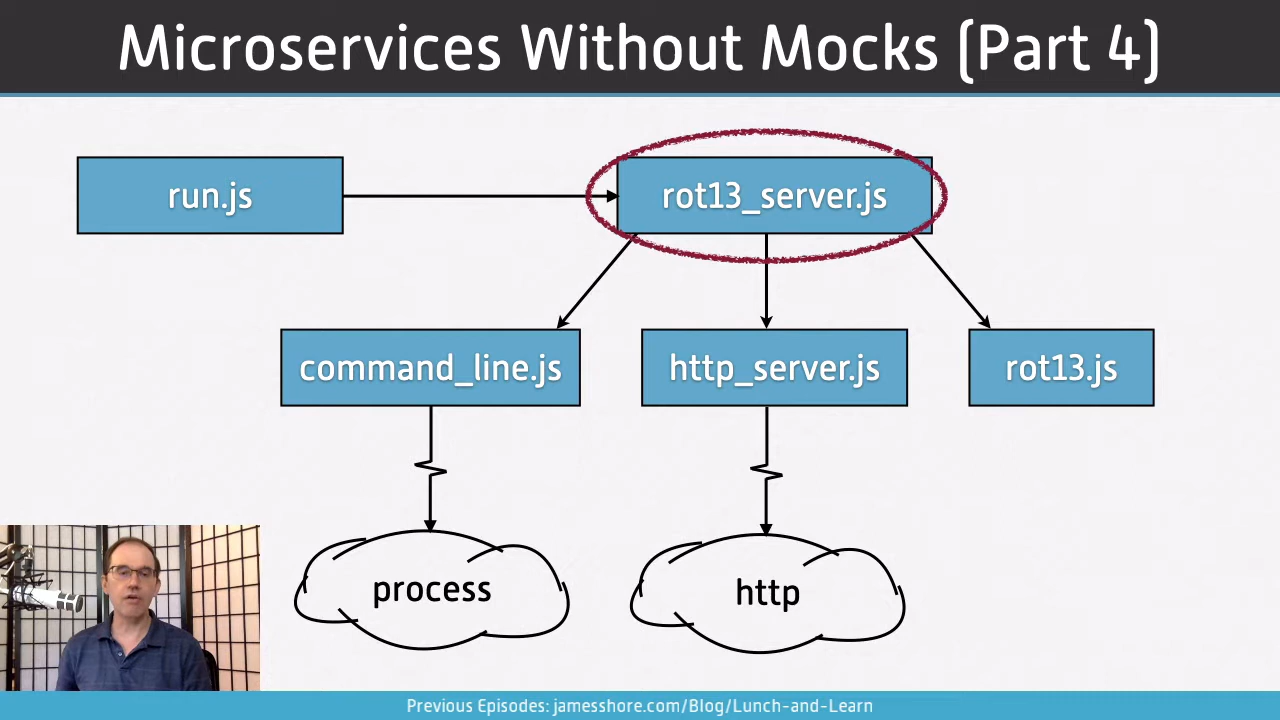 Microservices Without Mocks (Part 4)
run.js
rot13_server.js
command_line.js
http_server.js
rot13.js
process
http
Previous Episodes: jamesshore.com/Blog/Lunch-and-Learn